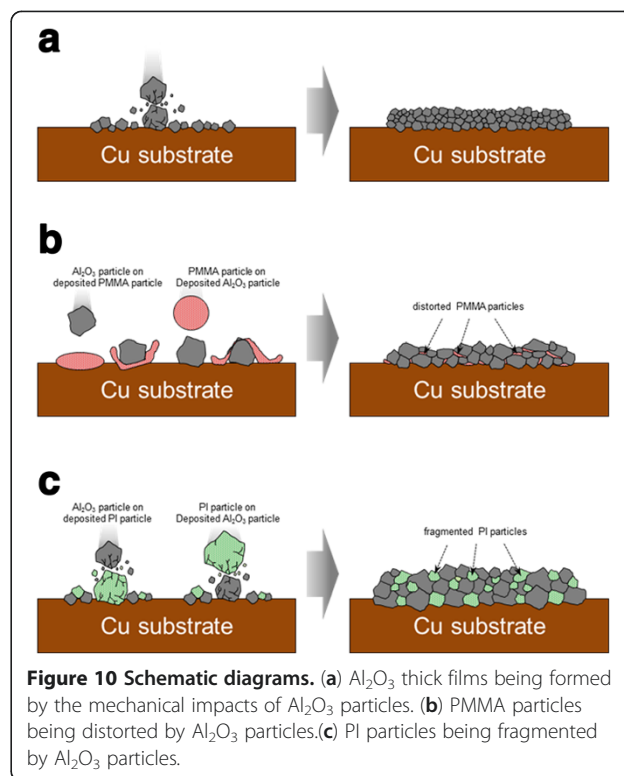 a
Cu substrate
Cu substrate
b
Al₂O₃ particle on
deposited PMMA particle
PMMA particle on
Deposited Al₂O₃ particle
distorted PMMA particles
Cu substrate
Cu substrate
c
Al₂O₃ particle on
deposited PI particle
PI particle on
Deposited Al₂O₃ particle
fragmented PI particles
Cu substrate
Cu substrate
Figure 10 Schematic diagrams. (a) Al₂O₃ thick films being formed
by the mechanical impacts of Al₂O₃ particles. (b) PMMA particles
being distorted by Al₂O₃ particles.(c) PI particles being fragmented
by Al₂O₃ particles.